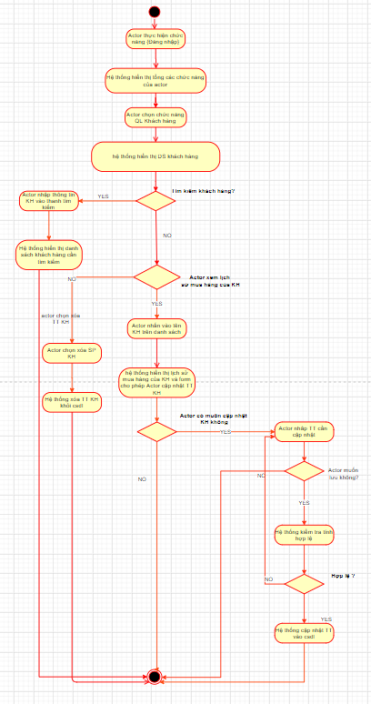 Actor thực hiện chức
năng (Đăng nhập)
Hệ thống hiển thị tổng các chức năng
của actor
Actor chọn chức năng
QL Khách hàng
hệ thống hiển thị DS khách hàng
Tìm kiếm khách hàng?
YES
Actor nhập thông tin
KH vào thanh tìm
kiếm
NO
Hệ thống hiển thị danh
sách khách hàng cần
tìm kiếm
Actor xem lịch
sử mua hàng của KH
NO
YES
actor chọn xóa
TT KH
Actor nhấn vào tên
KH trên danh sách
Actor chọn xóa
KH
hệ thống hiển thị lịch sử
mua hàng của KH và form
cho phép Actor cập nhật TT
KH
Hệ thống xóa TT KH
khỏi csdl
Actor có muốn cập nhật
KH không
YES
Actor nhập TT cần
cập nhật
NO
Actor muốn
lưu không?
NO
YES
Hệ thống kiểm tra tính
hợp lệ
Hợp lệ ?
NO
YES
Hệ thống cập nhật TT
vào csdl